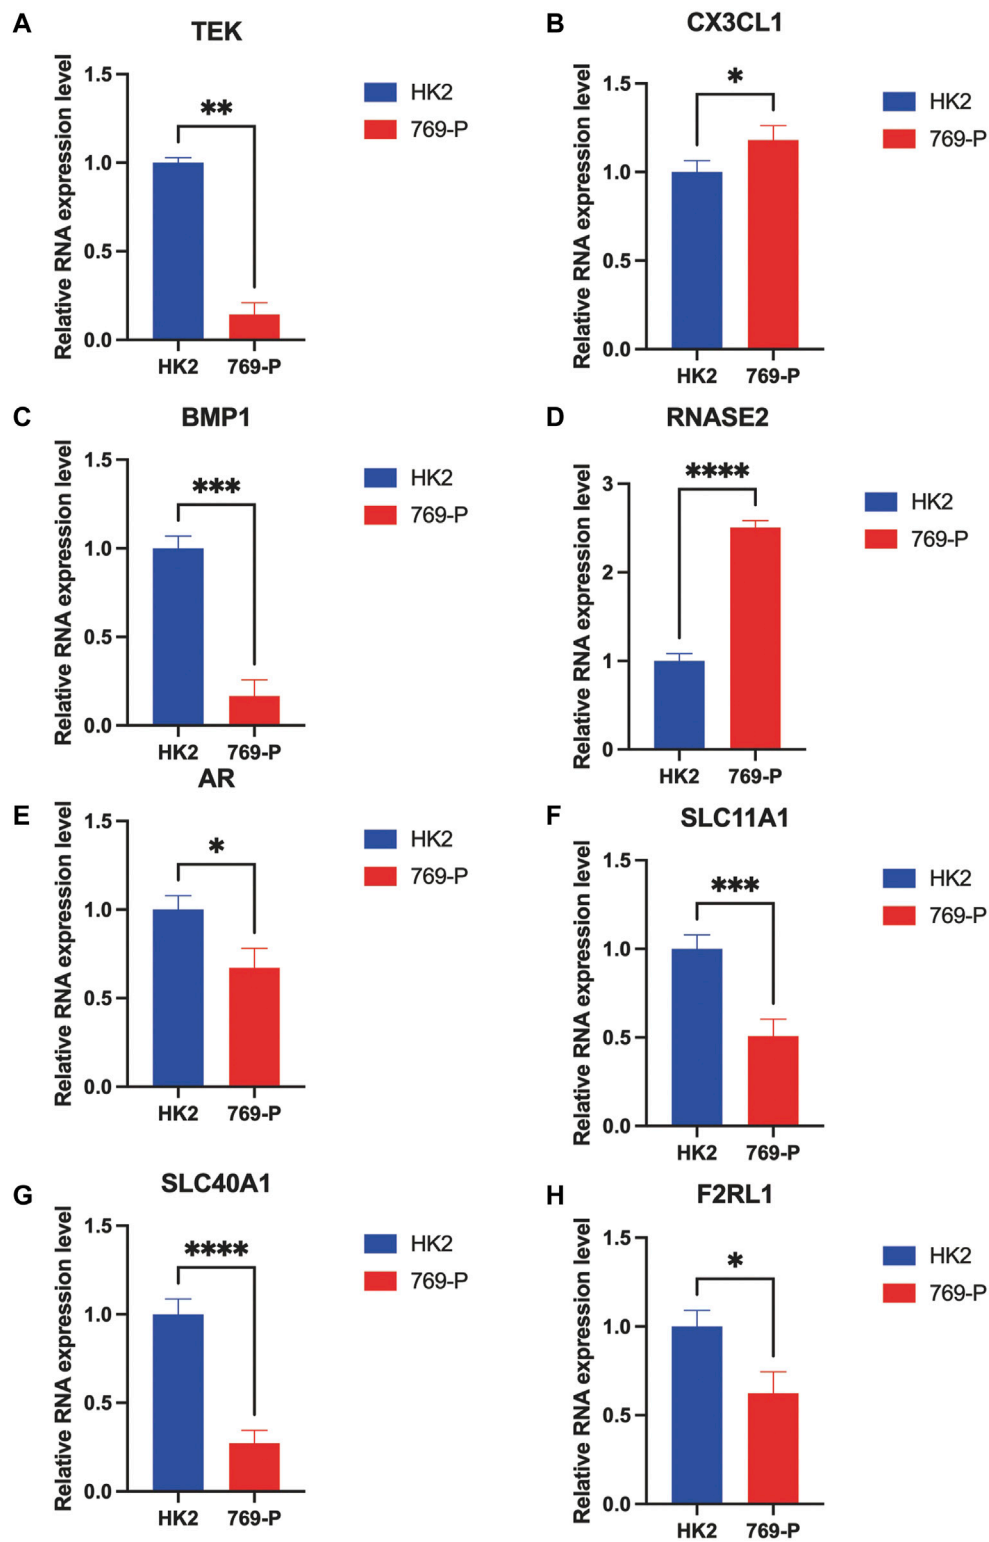 A
TEK
**
Relative RNA expression level
1.5
1.0
0.5
0.0
HK2
769-P
HK2
769-P
B
CX3CL1
*
Relative RNA expression level
1.5
1.0
0.5
0.0
HK2
769-P
HK2
769-P
C
BMP1
***
Relative RNA expression level
1.5
1.0
0.5
0.0
HK2
769-P
HK2
769-P
D
RNASE2
****
Relative RNA expression level
3
2
1
0
HK2
769-P
HK2
769-P
E
AR
*
Relative RNA expression level
1.5
1.0
0.5
0.0
HK2
769-P
HK2
769-P
F
SLC11A1
***
Relative RNA expression level
1.5
1.0
0.5
0.0
HK2
769-P
HK2
769-P
G
SLC40A1
****
Relative RNA expression level
1.5
1.0
0.5
0.0
HK2
769-P
HK2
769-P
H
F2RL1
*
Relative RNA expression level
1.5
1.0
0.5
0.0
HK2
769-P
HK2
769-P